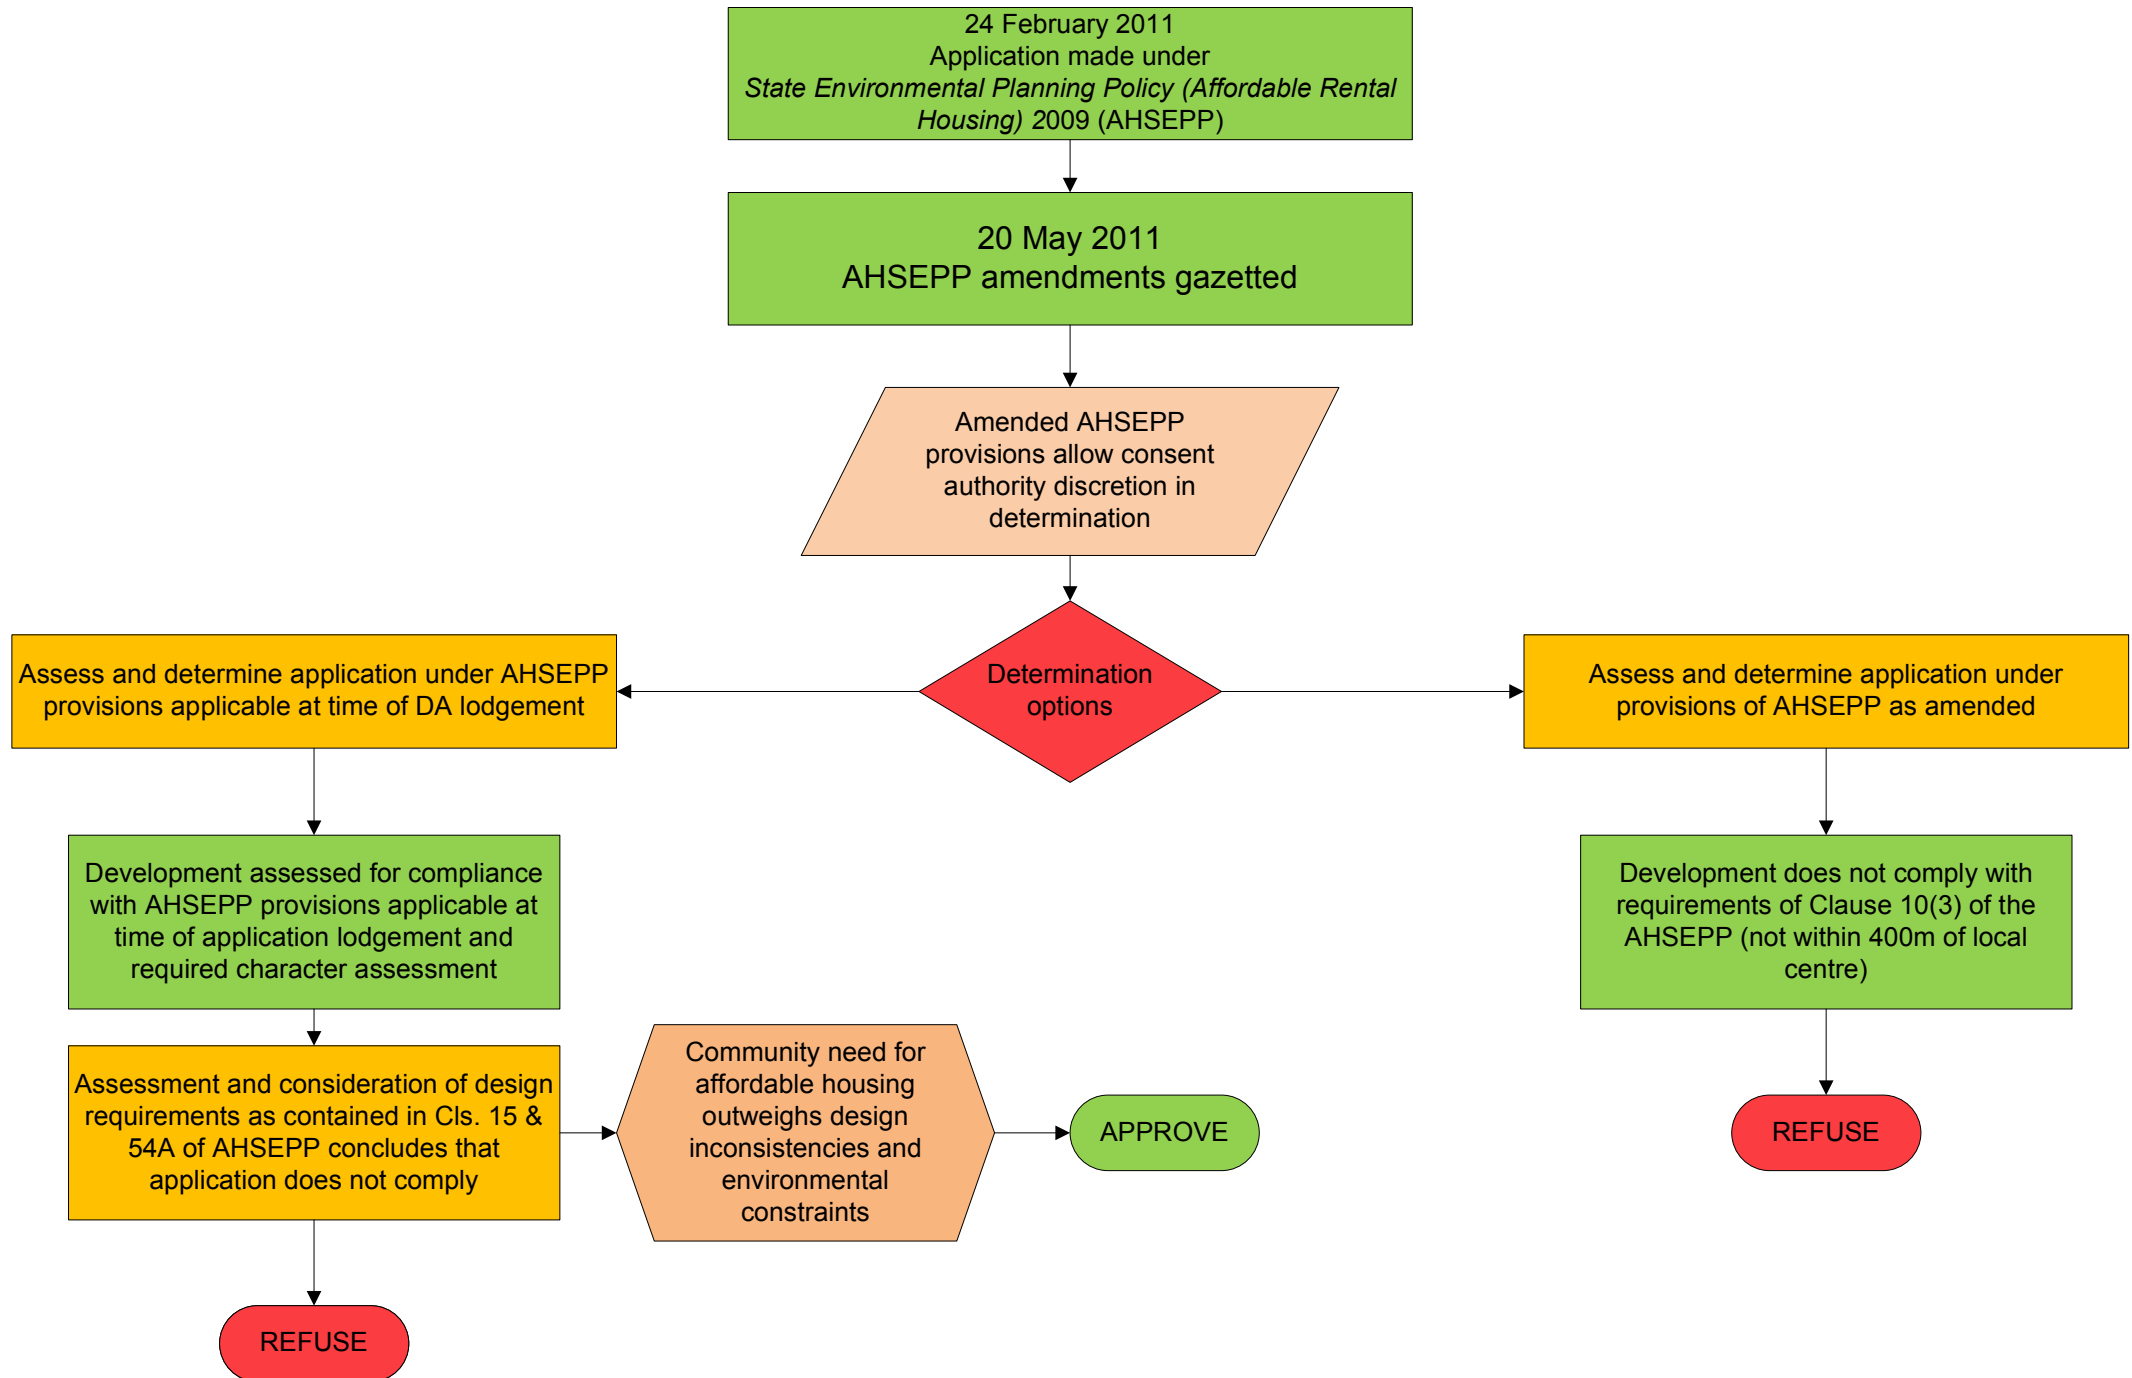 24 February 2011
Application made under
State Environmental Planning Policy (Affordable Rental
Housing) 2009 (AHSEPP)
20 May 2011
AHSEPP amendments gazetted
Amended AHSEPP
provisions allow consent
authority discretion in
determination
Determination
options
Assess and determine application under AHSEPP
provisions applicable at time of DA lodgement
Assess and determine application under
provisions of AHSEPP as amended
Development assessed for compliance
with AHSEPP provisions applicable at
time of application lodgement and
required character assessment
Development does not comply with
requirements of Clause 10(3) of the
AHSEPP (not within 400m of local
centre)
Assessment and consideration of design
requirements as contained in Cls. 15 &
54A of AHSEPP concludes that
application does not comply
Community need for
affordable housing
outweighs design
inconsistencies and
environmental
constraints
APPROVE
REFUSE
REFUSE